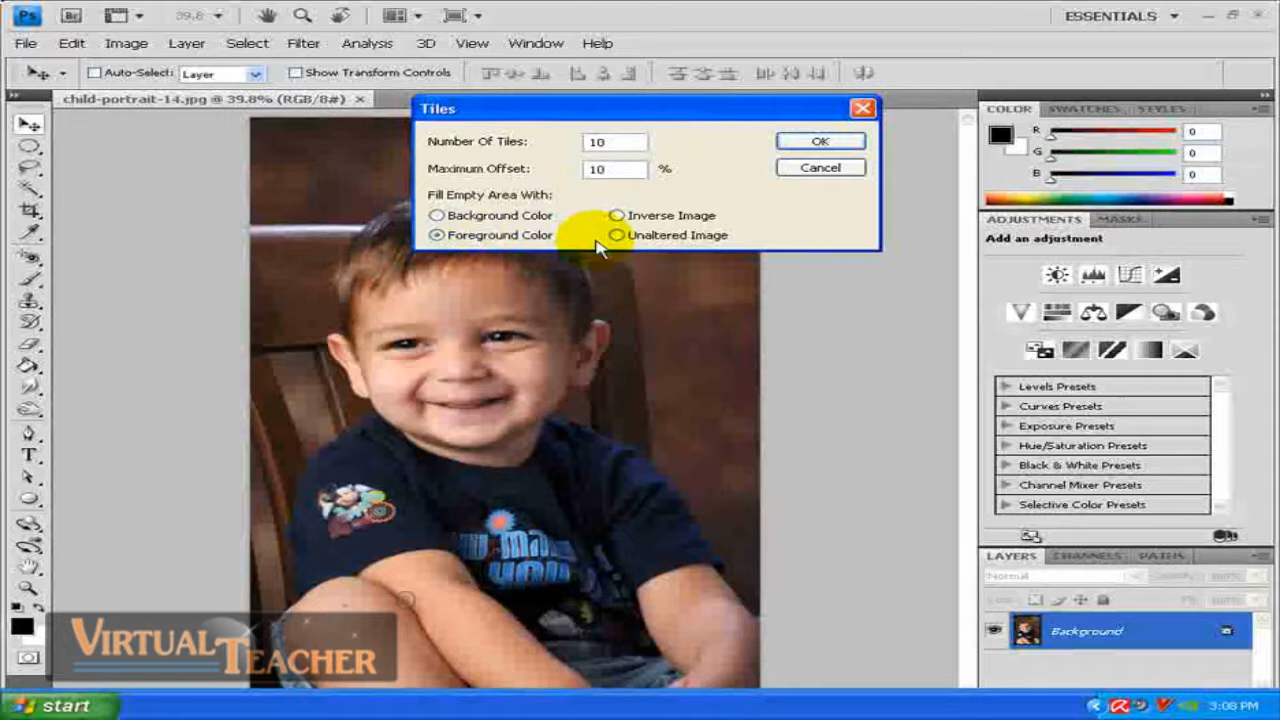 Ps Br 39.8 ESSENTIALS
File Edit Image Layer Select Filter Analysis 3D View Window Help
Auto-Select: Layer Show Transform Controls
child-portrait-14.jpg @ 39.8% (RGB/8#) ×
Tiles
Number Of Tiles: 10 OK
Maximum Offset: 10 % Cancel
Fill Empty Area With:
Background Color Inverse Image
Foreground Color Unaltered Image
COLOR SWATCHES STYLES
R 0
G 0
B 0
ADJUSTMENTS MASKS
Add an adjustment
Levels Presets
Curves Presets
Exposure Presets
Hue/Saturation Presets
Black & White Presets
Channel Mixer Presets
Selective Color Presets
LAYERS CHANNELS PATHS
Normal
Background
VIRTUAL TEACHER
start 3:08 PM